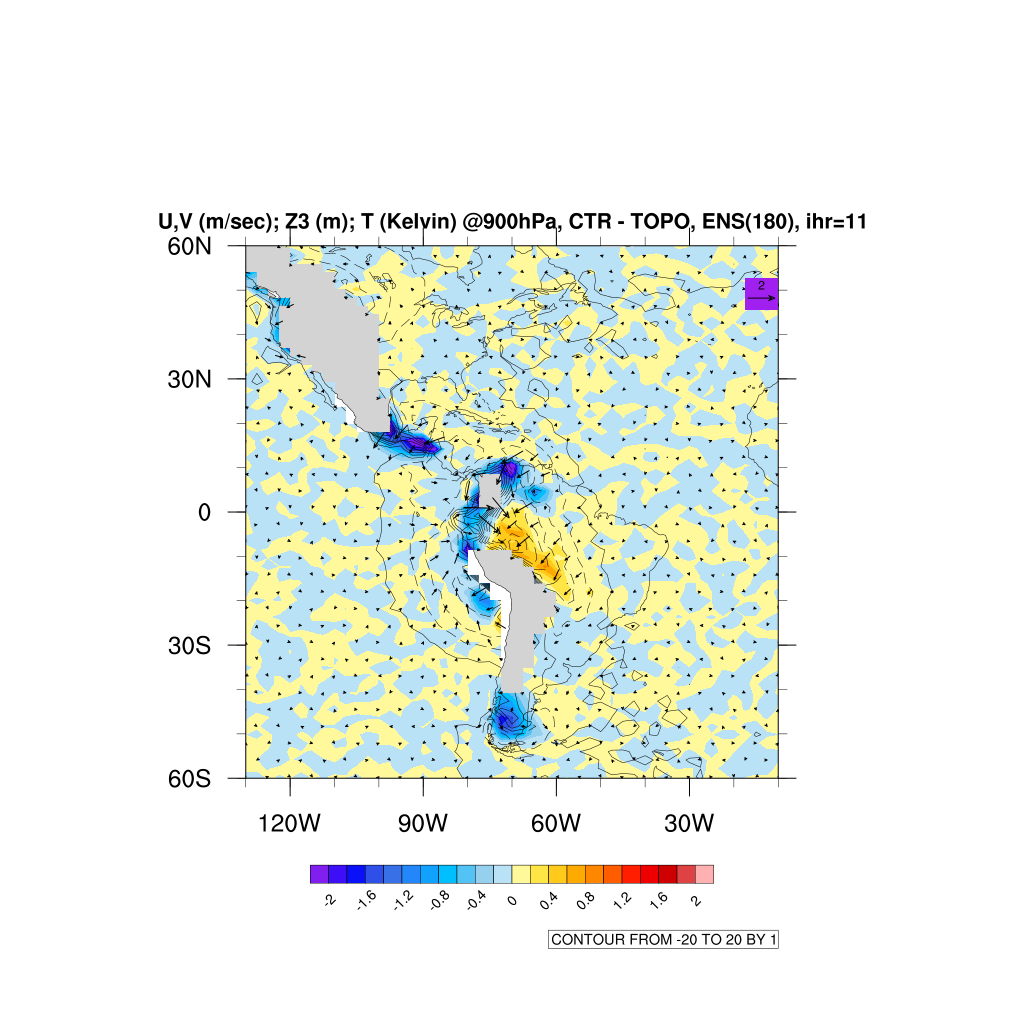 U,V (m/sec); Z3 (m); T (Kelvin) @900hPa, CTR - TOPO, ENS(180), ihr=11
60N
2
30N
0
30S
60S
120W 90W 60W 30W
-2 -1.6 -1.2 -0.8 -0.4 0 0.4 0.8 1.2 1.6 2
CONTOUR FROM -20 TO 20 BY 1